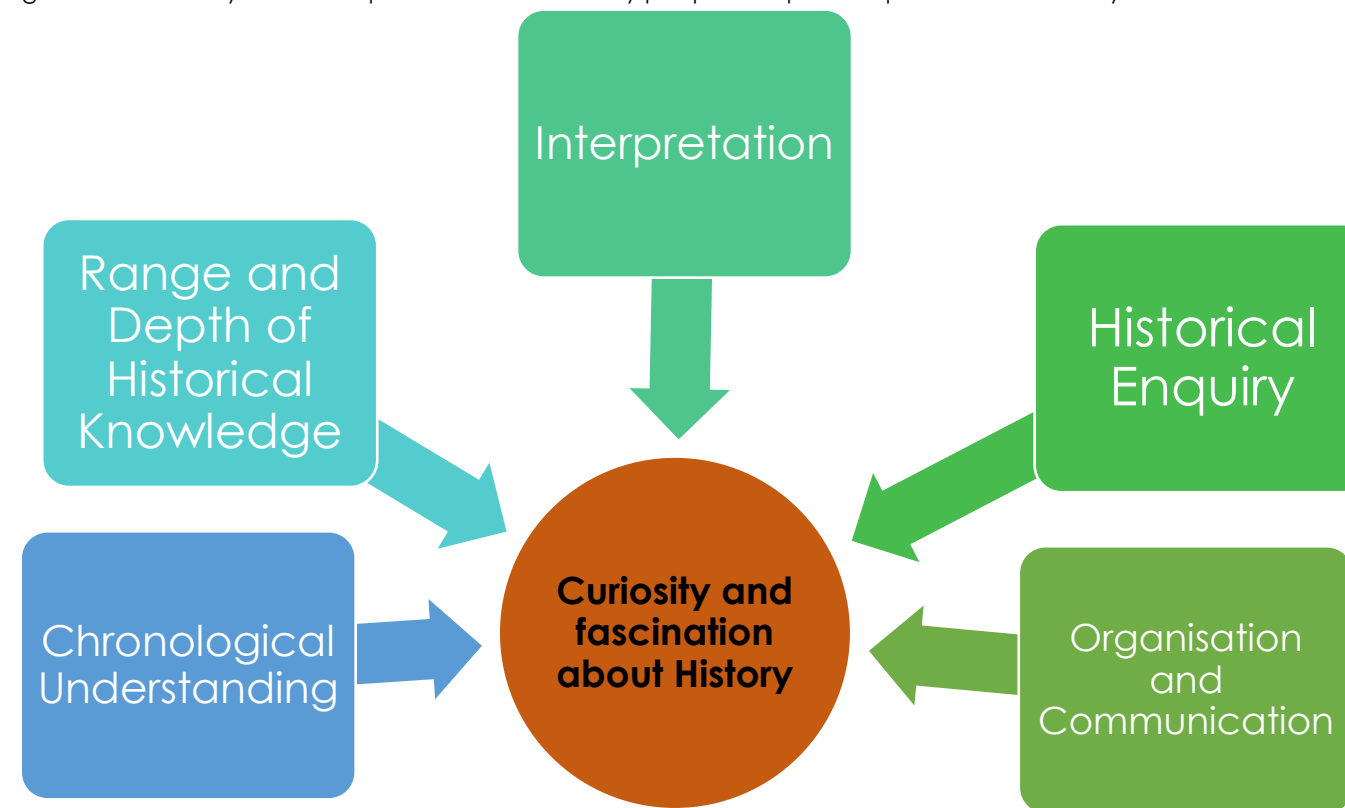 Interpretation
Range and
Depth of
Historical
Knowledge
Historical
Enquiry
Chronological
Understanding
Curiosity and
fascination
about History
Organisation
and
Communication